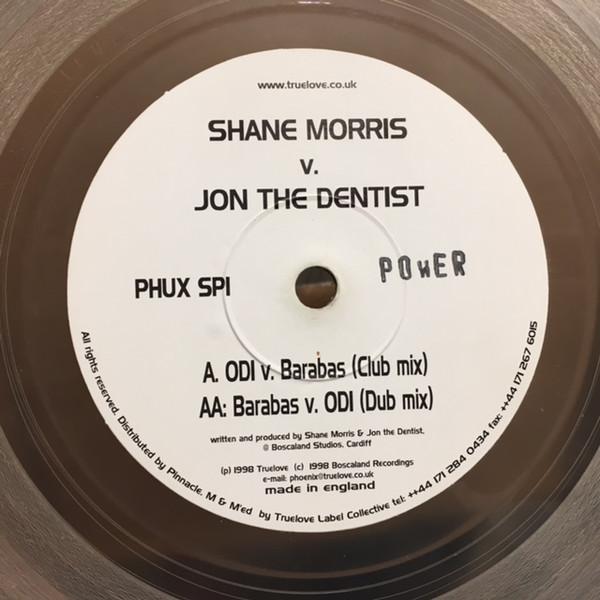 www.truelove.co.uk
SHANE MORRIS
v.
JON THE DENTIST
PHUX SPI
POWER
A. ODI v. Barabas (Club mix)
AA: Barabas v. ODI (Dub mix)
written and produced by Shane Morris & Jon the Dentist,
@ Boscaland Studios, Cardiff
(p) 1998 Truelove (c) 1998 Boscaland Recordings
e-mail: phoenix@truelove.co.uk
made in england
All rights reserved. Distributed by Pinnacle, M & M'ed by Truelove Label Collective tel: ++44 171 284 0434 fax: ++44 171 267 6015